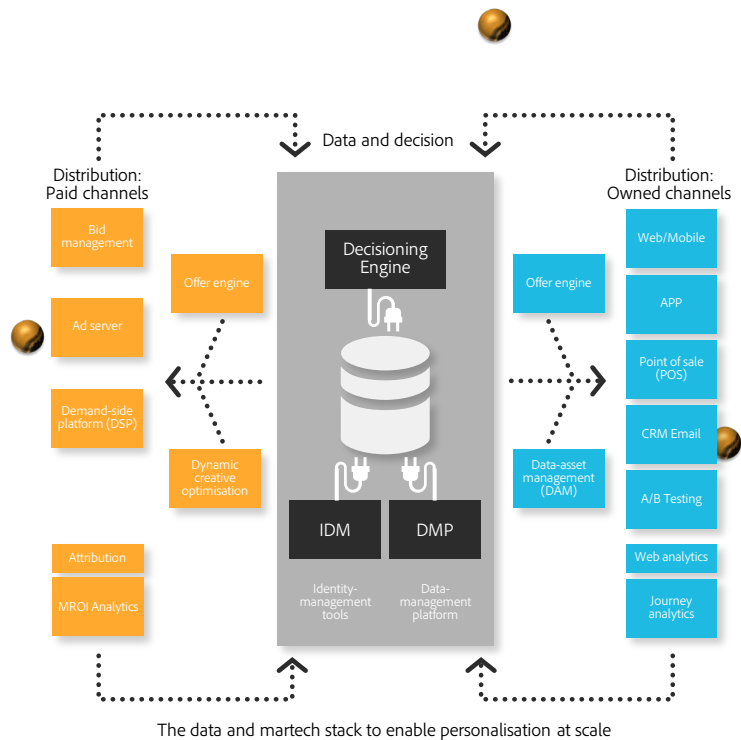 Data and decision
Distribution:
Paid channels
Bid
management
Ad server
Demand-side
platform (DSP)
Attribution
MROI Analytics
Offer engine
Dynamic
creative
optimisation
Decisioning
Engine
IDM
DMP
Identity-
management
tools
Data-
management
platform
Offer engine
Data-asset
management
(DAM)
Distribution:
Owned channels
Web/Mobile
APP
Point of sale
(POS)
CRM Email
A/B Testing
Web analytics
Journey
analytics
The data and martech stack to enable personalisation at scale